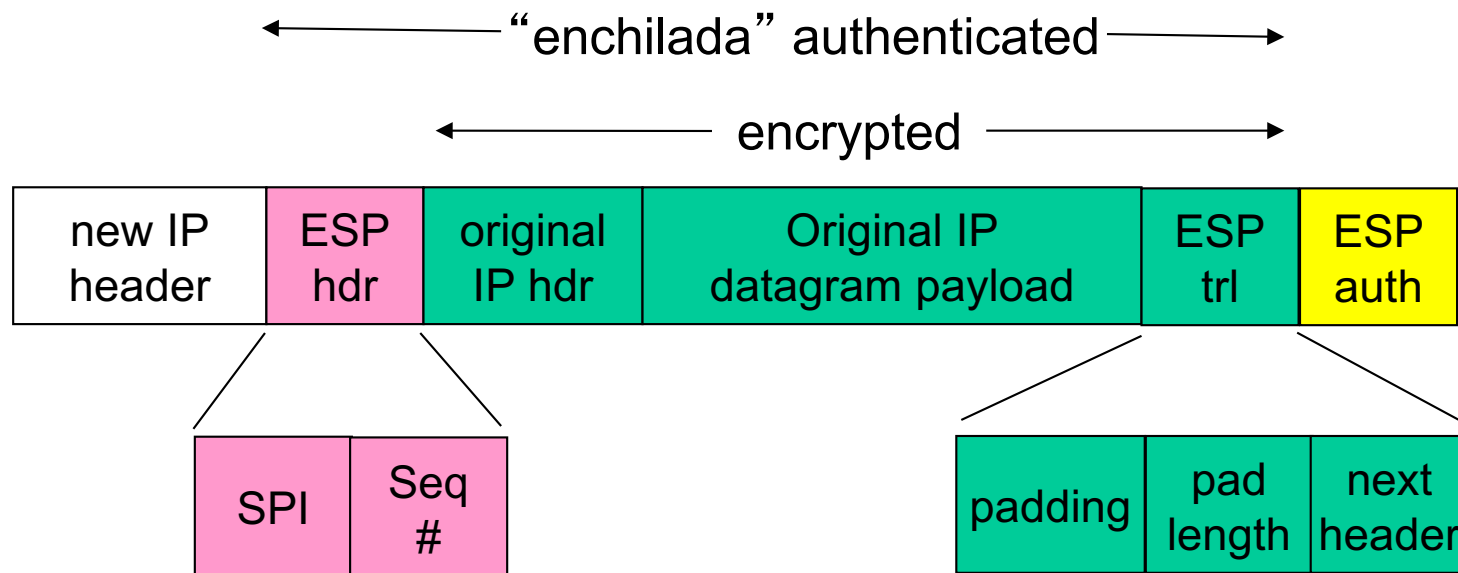 “enchilada” authenticated
encrypted
new IP
header
ESP
hdr
original
IP hdr
Original IP
datagram payload
ESP
trl
ESP
auth
SPI
Seq
#
padding
pad
length
next
header